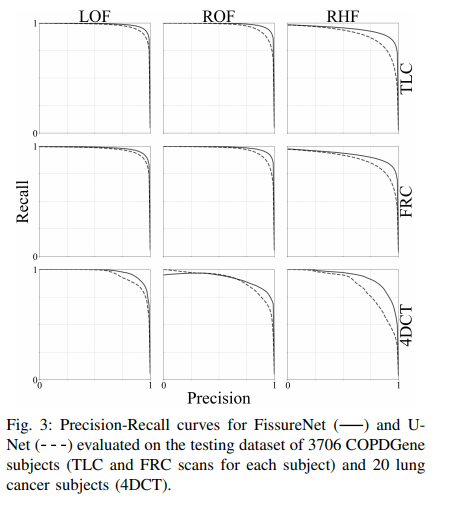 LOF ROF RHF
1
TLC
0
1
FRC
0
Recall
1
4DCT
0
0 1 0 1 0 1
Precision
Fig. 3: Precision-Recall curves for FissureNet (—) and U-
Net (- - -) evaluated on the testing dataset of 3706 COPDGene
subjects (TLC and FRC scans for each subject) and 20 lung
cancer subjects (4DCT).